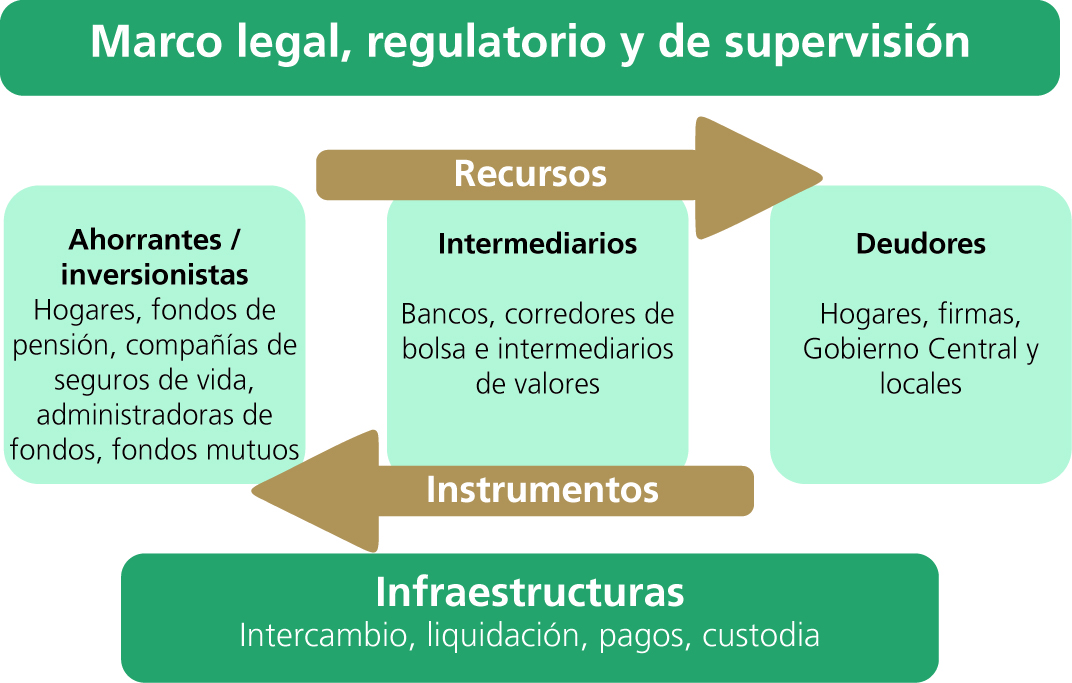 Marco legal, regulatorio y de supervisión
Recursos
Ahorrantes /
inversionistas
Hogares, fondos de
pensión, compañías de
seguros de vida,
administradoras de
fondos, fondos mutuos
Intermediarios
Bancos, corredores de
bolsa e intermediarios
de valores
Deudores
Hogares, firmas,
Gobierno Central y
locales
Instrumentos
Infraestructuras
Intercambio, liquidación, pagos, custodia